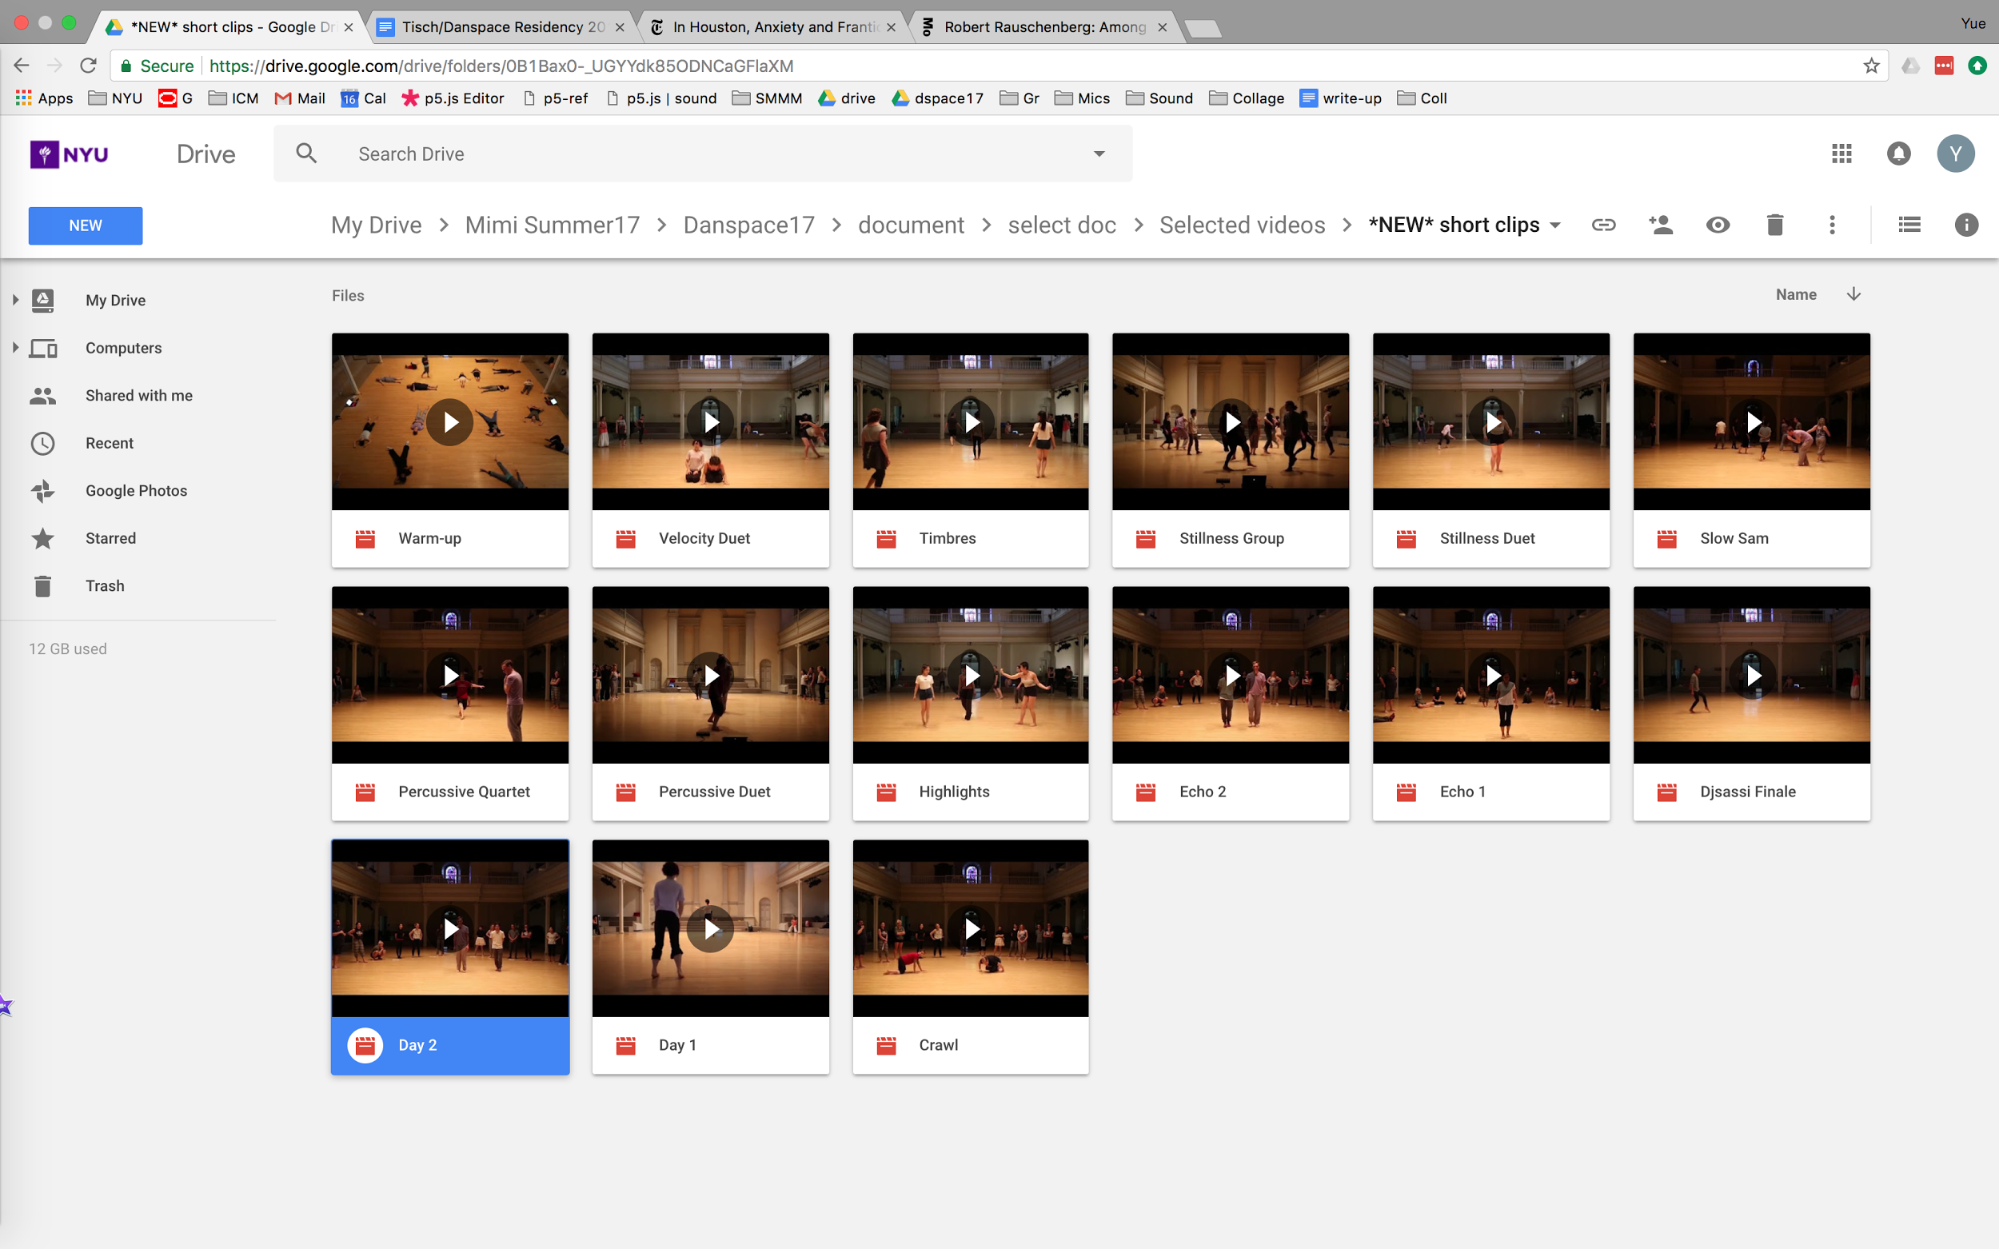 *NEW* short clips - Google Dr
Tisch/Danspace Residency 20
In Houston, Anxiety and Frantic
Robert Rauschenberg: Among
Yue
Secure
https://drive.google.com/drive/folders/0B1Bax0-_UGYYdk85ODNCaGFlaXM
Apps NYU G ICM Mail 16 Cal p5.js Editor p5-ref p5.js | sound SMMM drive dspace17 Gr Mics Sound Collage write-up Coll
NYU Drive Search Drive Y
NEW My Drive > Mimi Summer17 > Danspace17 > document > select doc > Selected videos > *NEW* short clips
My Drive
Computers
Shared with me
Recent
Google Photos
Starred
Trash
12 GB used
Files Name
Warm-up Velocity Duet Timbres Stillness Group Stillness Duet Slow Sam
Percussive Quartet Percussive Duet Highlights Echo 2 Echo 1 Djsassi Finale
Day 2 Day 1 Crawl